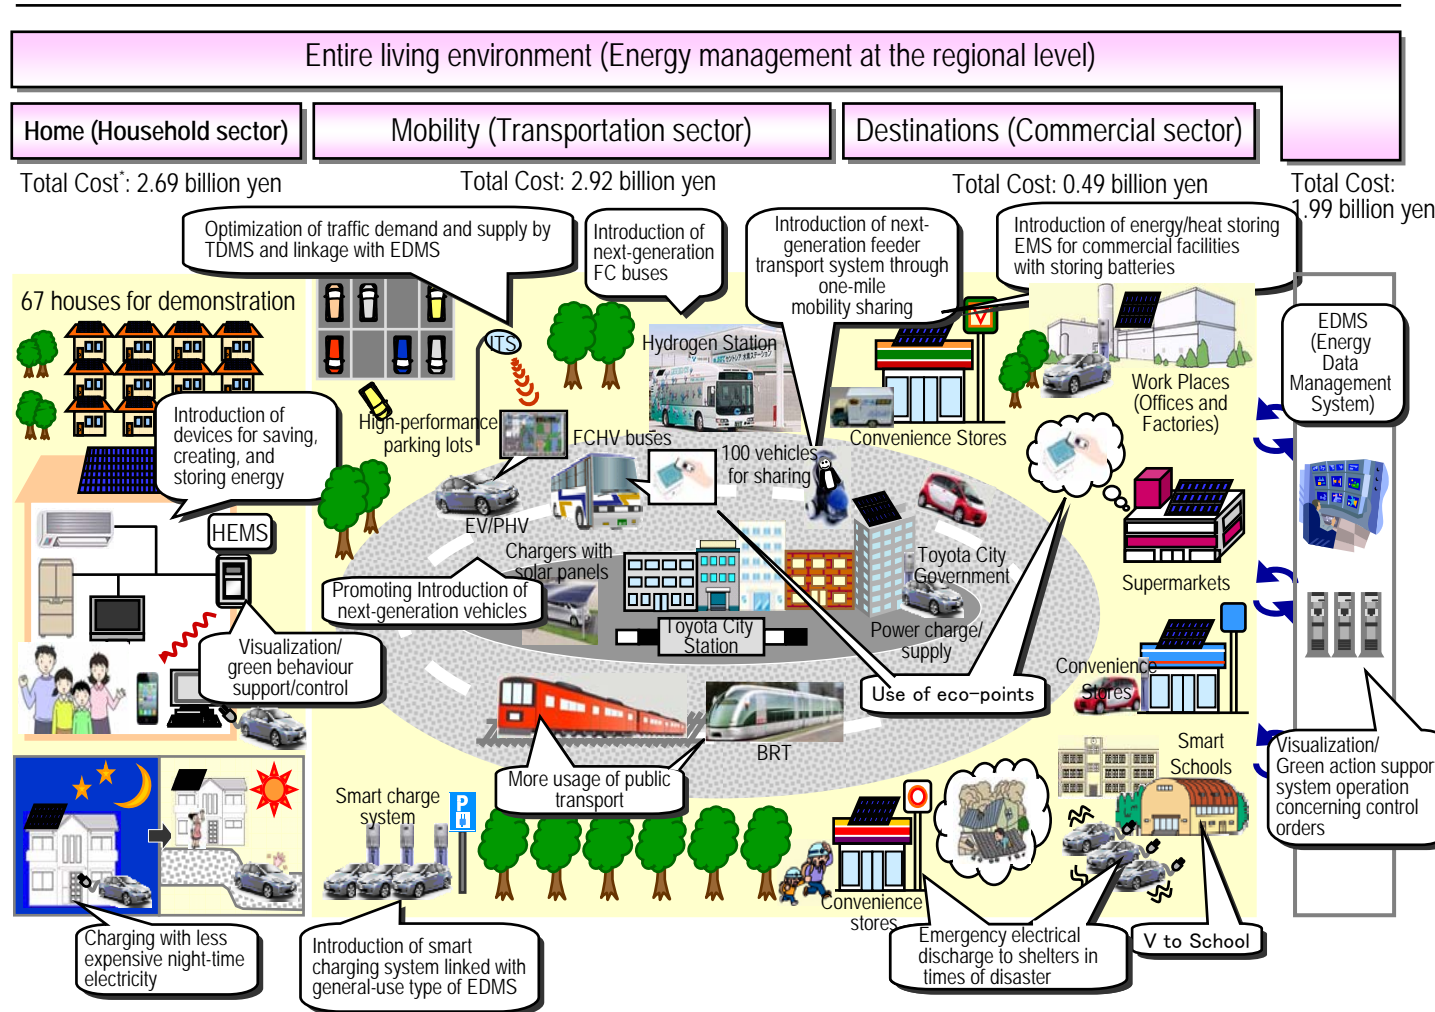 Entire living environment (Energy management at the regional level)
Home (Household sector)
Mobility (Transportation sector)
Destinations (Commercial sector)
Total Cost*: 2.69 billion yen
Total Cost: 2.92 billion yen
Total Cost: 0.49 billion yen
Total Cost:
1.99 billion yen
Optimization of traffic demand and supply by
TDMS and linkage with EDMS
Introduction of
next-generation
FC buses
Introduction of next-
generation feeder
transport system through
one-mile
mobility sharing
Introduction of energy/heat storing
EMS for commercial facilities
with storing batteries
67 houses for demonstration
ITS
Hydrogen Station
EDMS
(Energy
Data
Management
System)
Work Places
(Offices and
Factories)
Introduction of
devices for saving,
creating, and
storing energy
High-performance
parking lots
FCHV buses
100 vehicles
for sharing
Convenience Stores
HEMS
EV/PHV
Chargers with
solar panels
Toyota City
Government
Supermarkets
Promoting Introduction of
next-generation vehicles
Toyota City
Station
Power charge/
supply
Visualization/
green behaviour
support/control
Use of eco-points
Convenience
Stores
BRT
More usage of public
transport
Smart
Schools
Visualization/
Green action support
system operation
concerning control
orders
Smart charge
system
P
Convenience
stores
Charging with less
expensive night-time
electricity
Introduction of smart
charging system linked with
general-use type of EDMS
Emergency electrical
discharge to shelters in
times of disaster
V to School